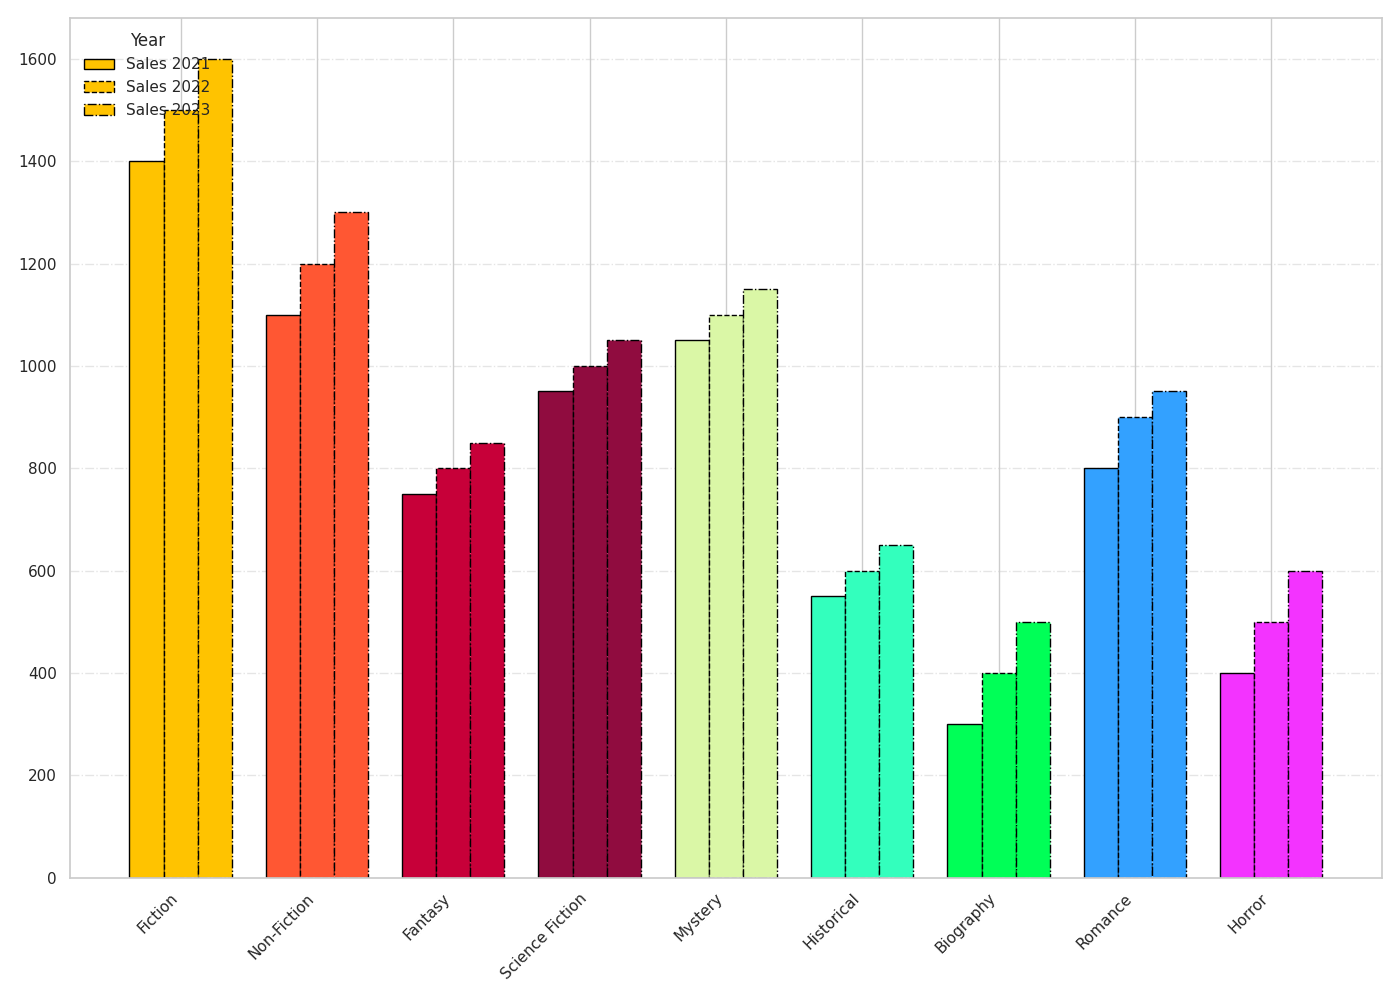 Year
Sales 2021
Sales 2022
Sales 2023
1600
1400
1200
1000
800
600
400
200
0
Fiction
Non-Fiction
Fantasy
Science Fiction
Mystery
Historical
Biography
Romance
Horror